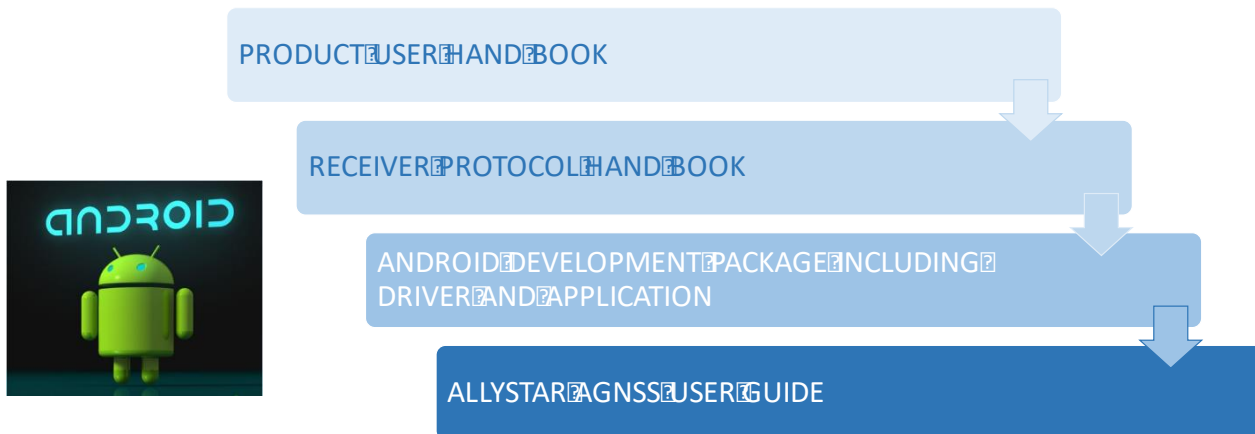 PRODUCT USER HAND BOOK
RECEIVER PROTOCOL HAND BOOK
ANDROID
ANDROID DEVELOPMENT PACKAGE INCLUDING
DRIVER AND APPLICATION
ALLYSTAR AGNSS USER GUIDE